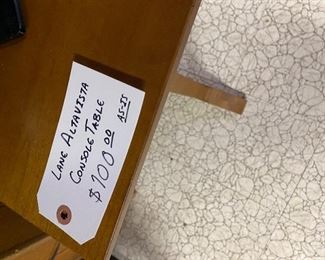 LANE ALTAVISTA
CONSOLE TABLE
$100.00 AS-IS